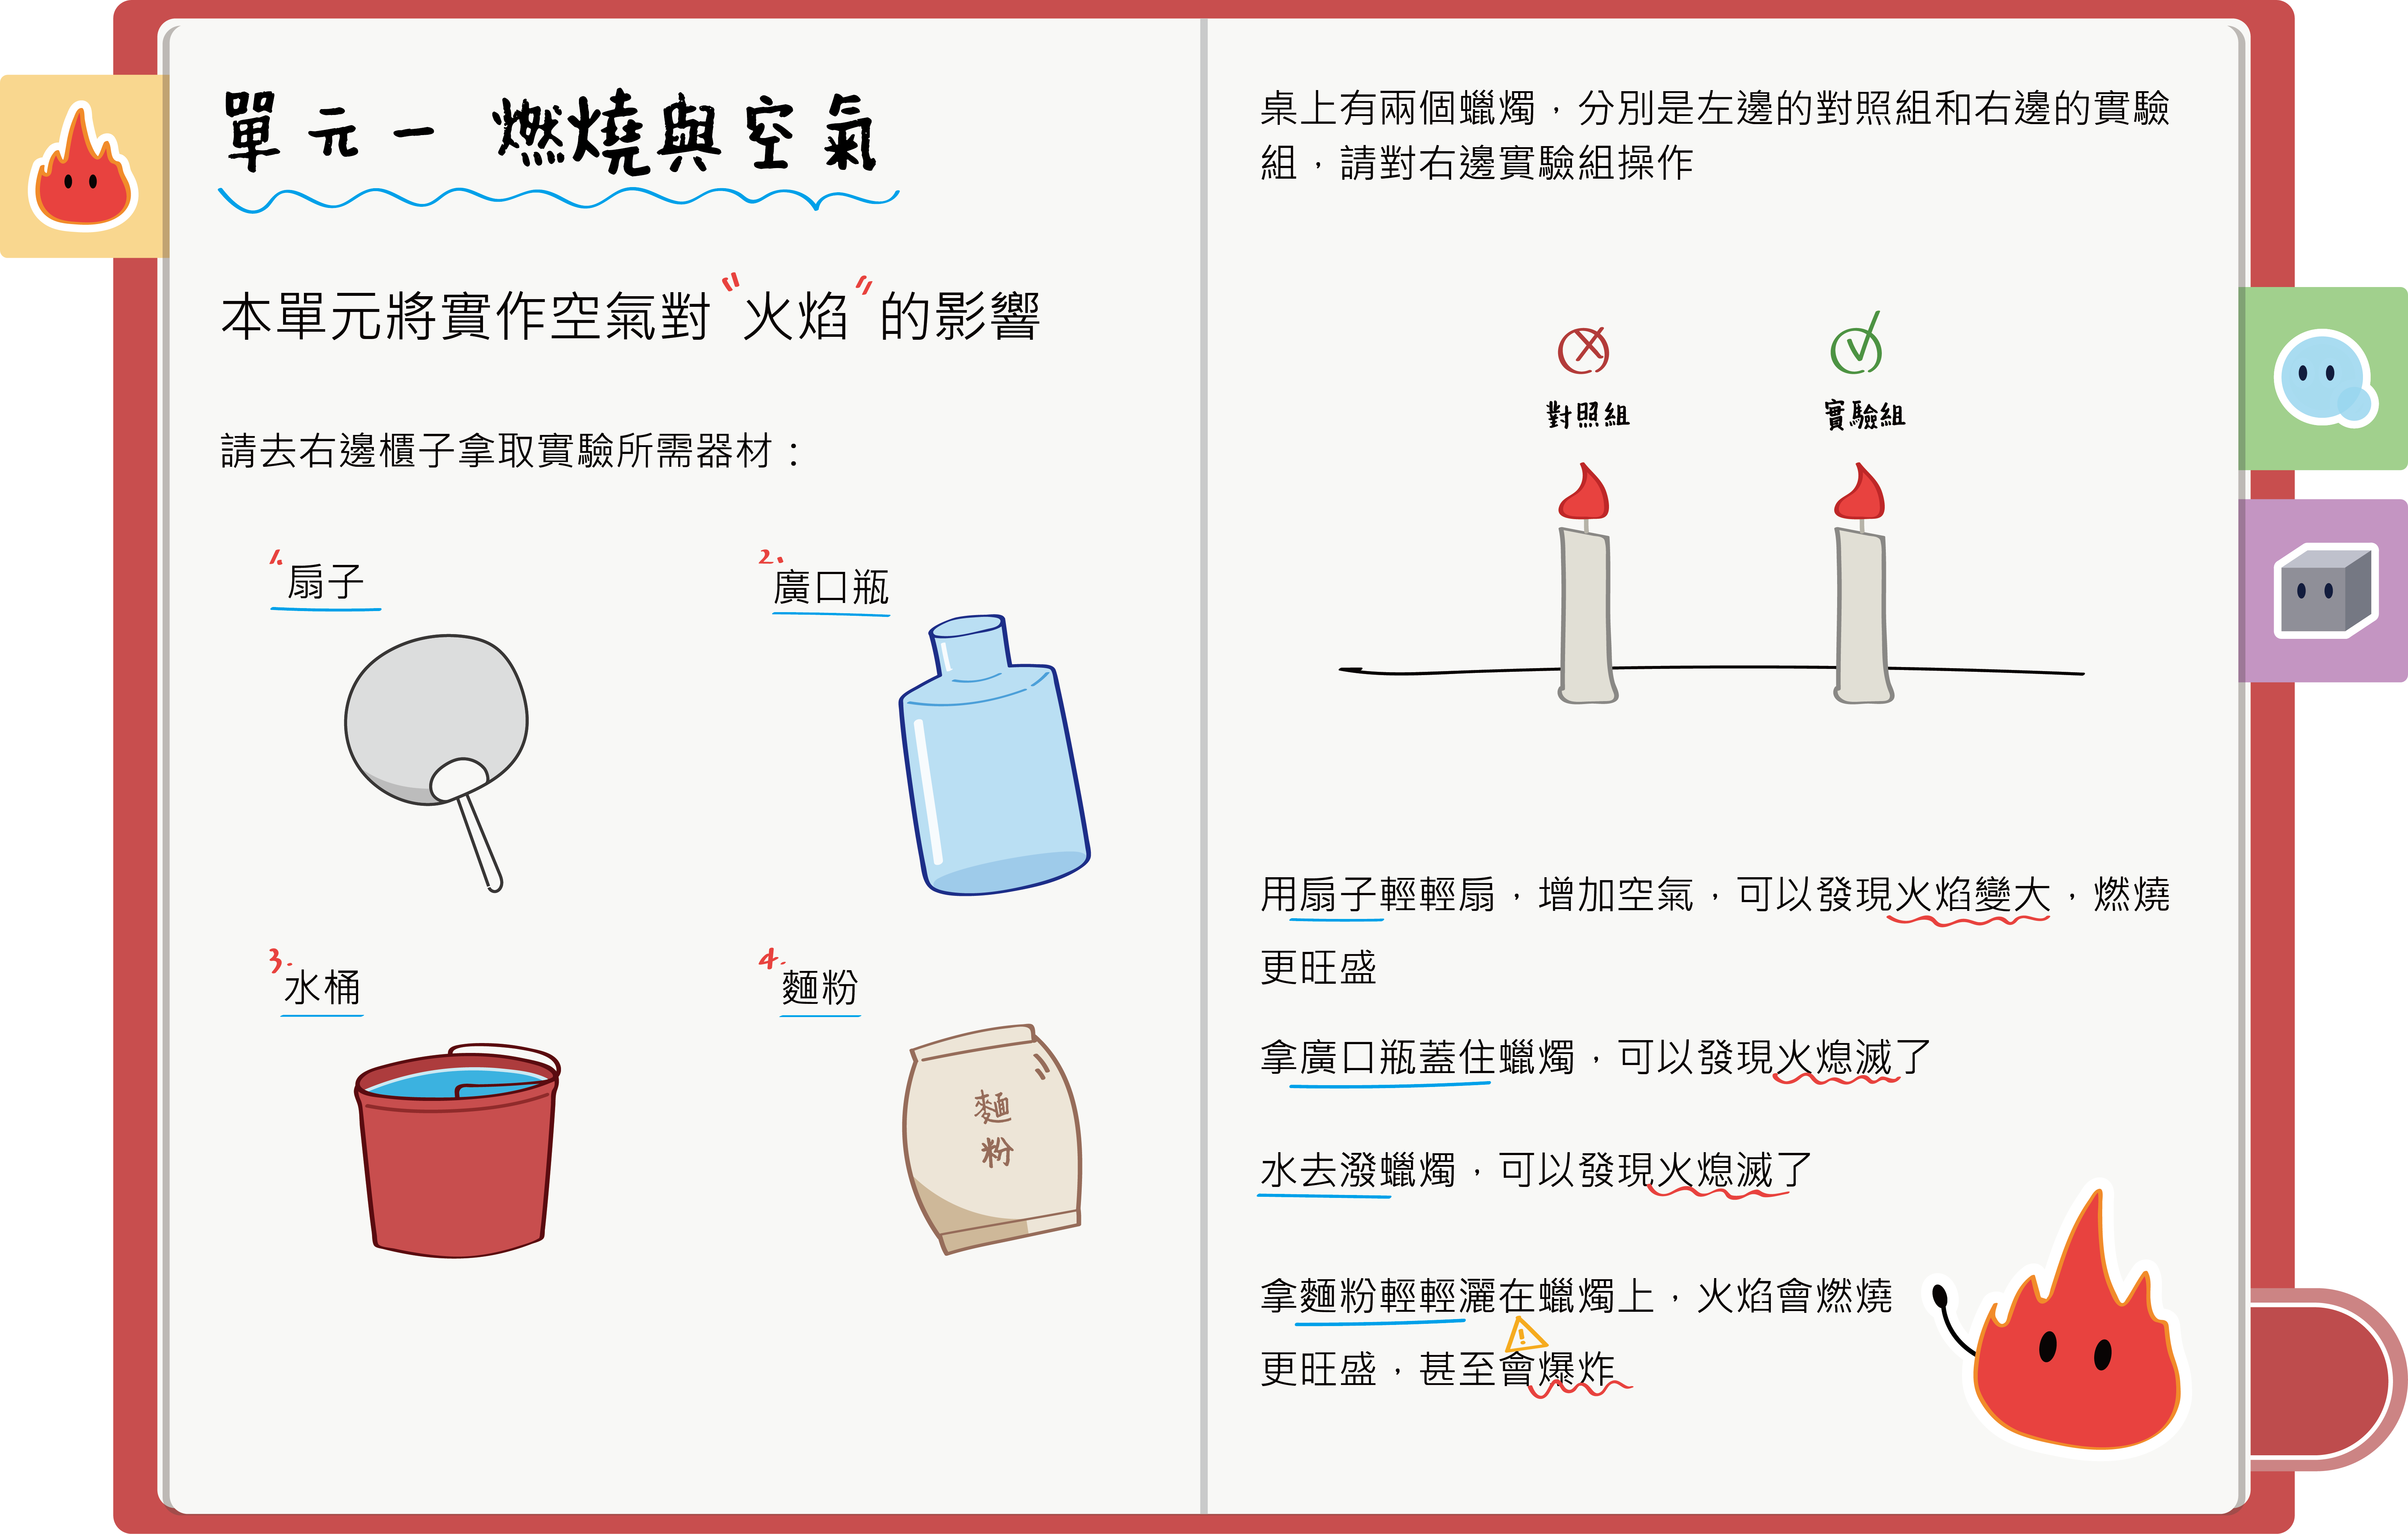 單元一 燃燒與空氣
本單元將實作空氣對"火焰"的影響
請去右邊櫃子拿取實驗所需器材：
1. 扇子
2. 廣口瓶
3. 水桶
4. 麵粉
麵
粉
桌上有兩個蠟燭，分別是左邊的對照組和右邊的實驗
組，請對右邊實驗組操作
對照組
實驗組
用扇子輕輕扇，增加空氣，可以發現火焰變大，燃燒
更旺盛
拿廣口瓶蓋住蠟燭，可以發現火熄滅了
水去潑蠟燭，可以發現火熄滅了
拿麵粉輕輕灑在蠟燭上，火焰會燃燒
!
更旺盛，甚至會爆炸